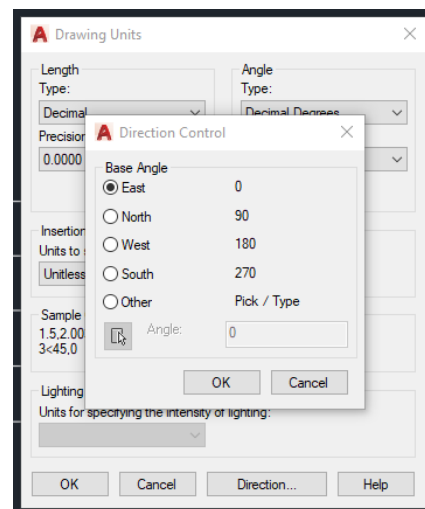 Drawing Units
Length
Angle
Type:
Type:
Decimal
Decimal Degrees
Precision
0.0000
Direction Control
Base Angle
East 0
North 90
West 180
South 270
Other Pick / Type
Angle: 0
OK Cancel
Insertion
Units to
Unitless
Sample
1.5,2.00
3<45,0
Lighting
Units for specifying the intensity of lighting:
OK Cancel Direction... Help